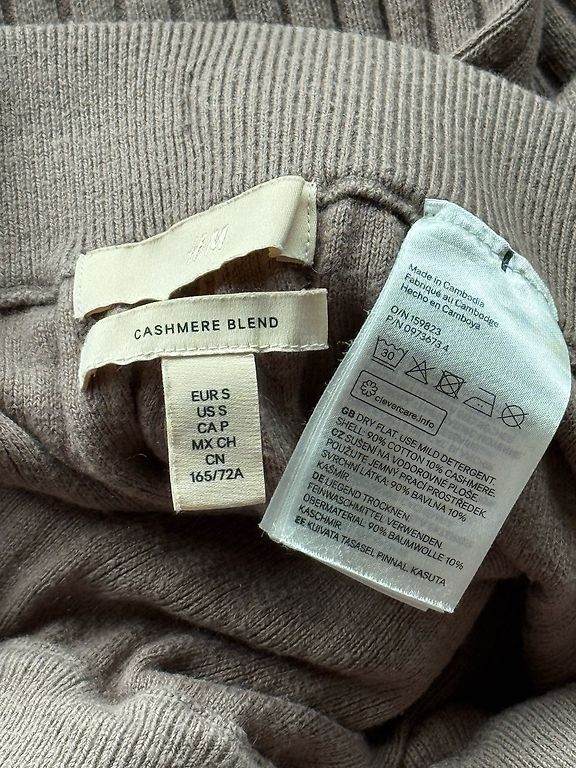 H&M
CASHMERE BLEND
EUR S
US S
CA P
MX CH
CN
165/72A
Made in Cambodia
Fabriqué au Cambodge
Hecho en Camboya
O/N 159823
P/N 0973673 4
30
clevercare.info
GB DRY FLAT. USE MILD DETERGENT.
SHELL: 90% COTTON 10% CASHMERE.
CZ SUŠENÍ NA VODOROVNÉ PLOŠE.
POUŽIJTE JEMNÝ PRACÍ PROSTŘEDEK.
SVRCHNÍ LÁTKA: 90% BAVLNA 10%
KAŠMÍR
DE LIEGEND TROCKNEN.
FEINWASCHMITTEL VERWENDEN.
OBERMATERIAL: 90% BAUMWOLLE 10%
KASCHMIR
EE KUIVATA TASASEL PINNAL. KASUTA